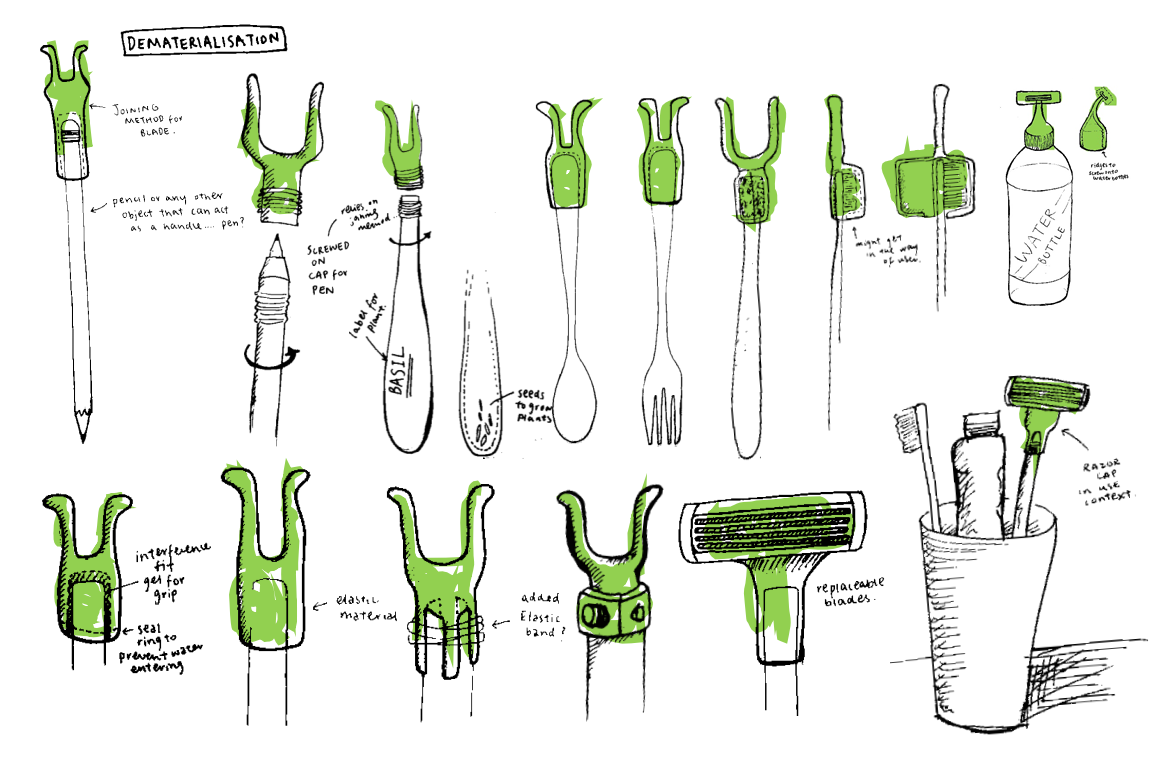 DEMATERIALISATION
JOINING
METHOD for
BLADE.
pencil or any other
object that can act
as a handle.... pen?
relies on
joining
method...
SCREWED
ON
CAP for
PEN
label for
plant.
BASIL
seeds
to grow
plants
might get
in the way
of user.
WATER
BOTTLE
ridges to
screw onto
water bottles
interference
fit
gel for
grip
seal
ring to
prevent water
entering
elastic
material
added
Elastic
band?
replaceable
blades.
RAZOR
CAP
in use
context.